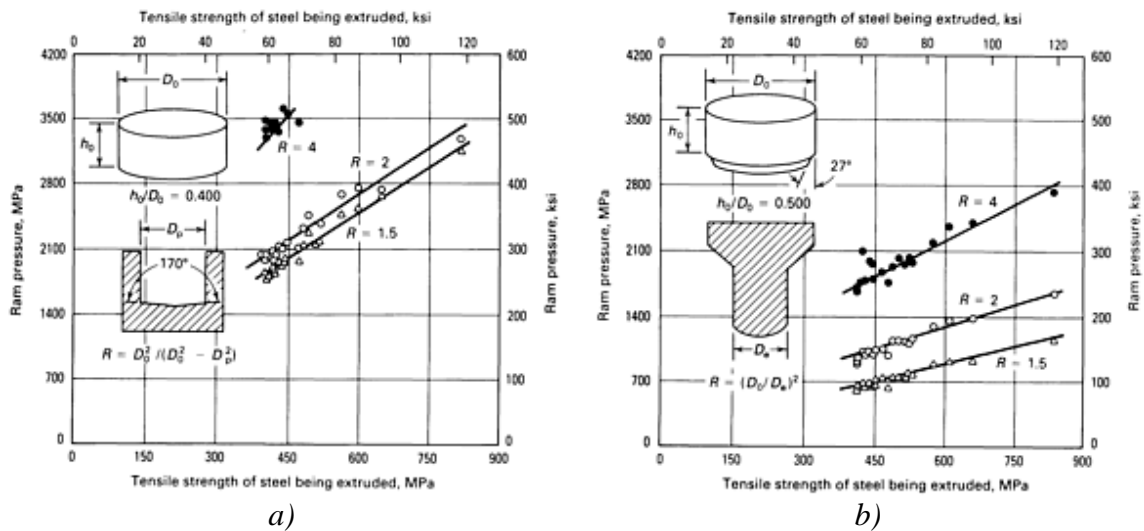 Tensile strength of steel being extruded, ksi
0 20 40 60 80 100 120
4200
3500
2800
2100
1400
700
0
Ram pressure, MPa
600
500
400
300
200
100
0
Ram pressure, ksi
D₀
h₀
h₀/D₀ = 0.400
Dₚ
170°
R = D₀²/(D₀² − Dₚ²)
R = 4
R = 2
R = 1.5
0 150 300 450 600 750 900
Tensile strength of steel being extruded, MPa
a)
Tensile strength of steel being extruded, ksi
0 20 40 60 80 100 120
4200
3500
2800
2100
1400
700
0
Ram pressure, MPa
600
500
400
300
200
100
0
Ram pressure, ksi
D₀
h₀
27°
h₀/D₀ = 0.500
Dₑ
R = (D₀/Dₑ)²
R = 4
R = 2
R = 1.5
0 150 300 450 600 750 900
Tensile strength of steel being extruded, MPa
b)